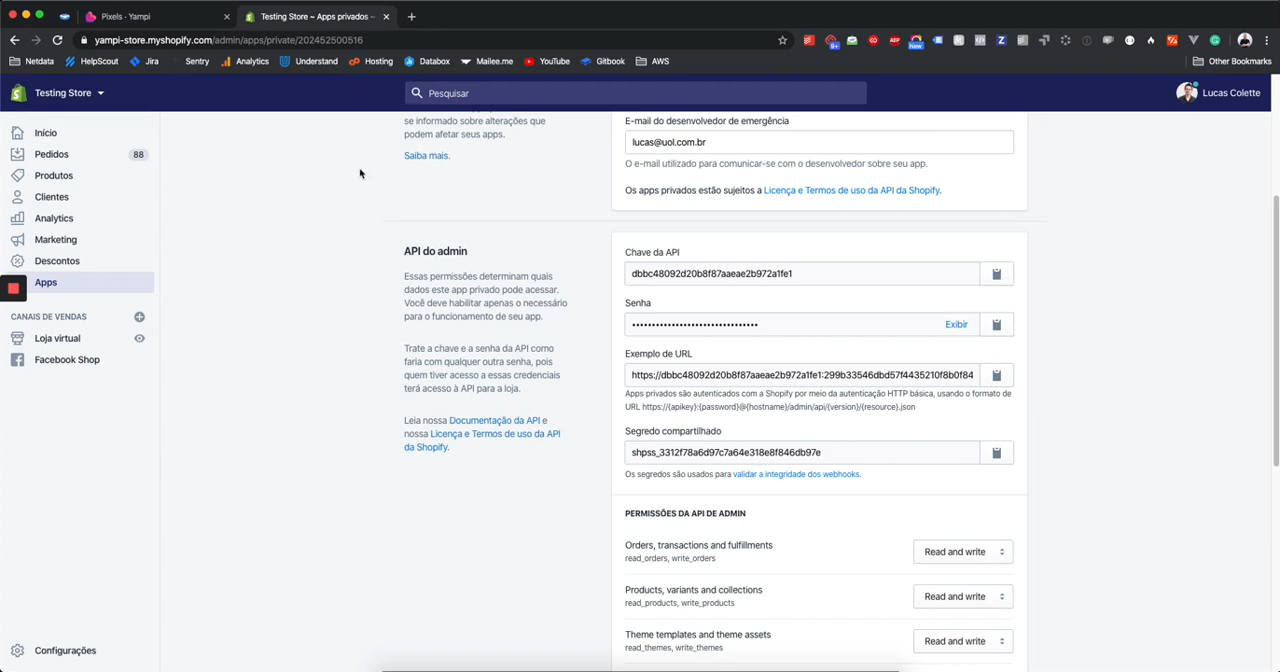 Pixels · Yampi
Testing Store ~ Apps privados ~
yampi-store.myshopify.com/admin/apps/private/202452500516
9+
ABP
New
Netdata
HelpScout
Jira
Sentry
Analytics
Understand
Hosting
Databox
Mailee.me
YouTube
Gitbook
AWS
Other Bookmarks
Testing Store
Pesquisar
Lucas Colette
Início
Pedidos
88
Produtos
Clientes
Analytics
Marketing
Descontos
Apps
CANAIS DE VENDAS
Loja virtual
Facebook Shop
Configurações
se informado sobre alterações que
podem afetar seus apps.
Saiba mais.
E-mail do desenvolvedor de emergência
lucas@uol.com.br
O e-mail utilizado para comunicar-se com o desenvolvedor sobre seu app.
Os apps privados estão sujeitos a Licença e Termos de uso da API da Shopify.
API do admin
Essas permissões determinam quais
dados este app privado pode acessar.
Você deve habilitar apenas o necessário
para o funcionamento de seu app.
Trate a chave e a senha da API como
faria com qualquer outra senha, pois
quem tiver acesso a essas credenciais
terá acesso à API para a loja.
Leia nossa Documentação da API e
nossa Licença e Termos de uso da API
da Shopify.
Chave da API
dbbc48092d20b8f87aaeae2b972a1fe1
Senha
••••••••••••••••••••••••••••••••
Exibir
Exemplo de URL
https://dbbc48092d20b8f87aaeae2b972a1fe1:299b33546dbd57f4435210f8b0f84
Apps privados são autenticados com a Shopify por meio da autenticação HTTP básica, usando o formato de
URL https://{apikey}:{password}@{hostname}/admin/api/{version}/{resource}.json
Segredo compartilhado
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
Os segredos são usados para validar a integridade dos webhooks.
PERMISSÕES DA API DE ADMIN
Orders, transactions and fulfillments
read_orders, write_orders
Read and write
Products, variants and collections
read_products, write_products
Read and write
Theme templates and theme assets
read_themes, write_themes
Read and write